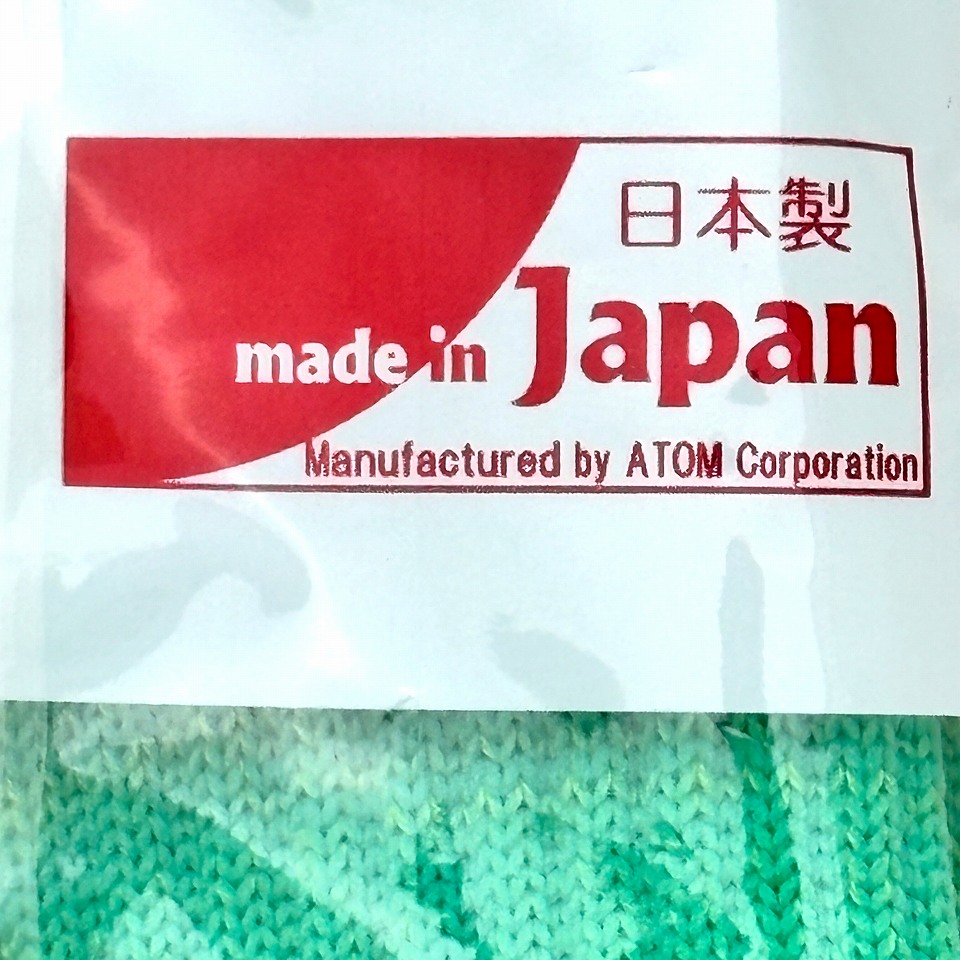 日本製
made in Japan
Manufactured by ATOM Corporation